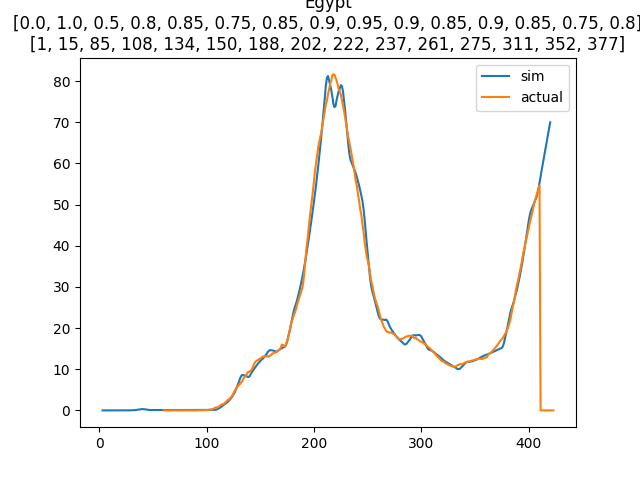 Egypt
[0.0, 1.0, 0.5, 0.8, 0.85, 0.75, 0.85, 0.9, 0.95, 0.9, 0.85, 0.9, 0.85, 0.75, 0.8]
[1, 15, 85, 108, 134, 150, 188, 202, 222, 237, 261, 275, 311, 352, 377]
sim
actual
80
70
60
50
40
30
20
10
0
0 100 200 300 400